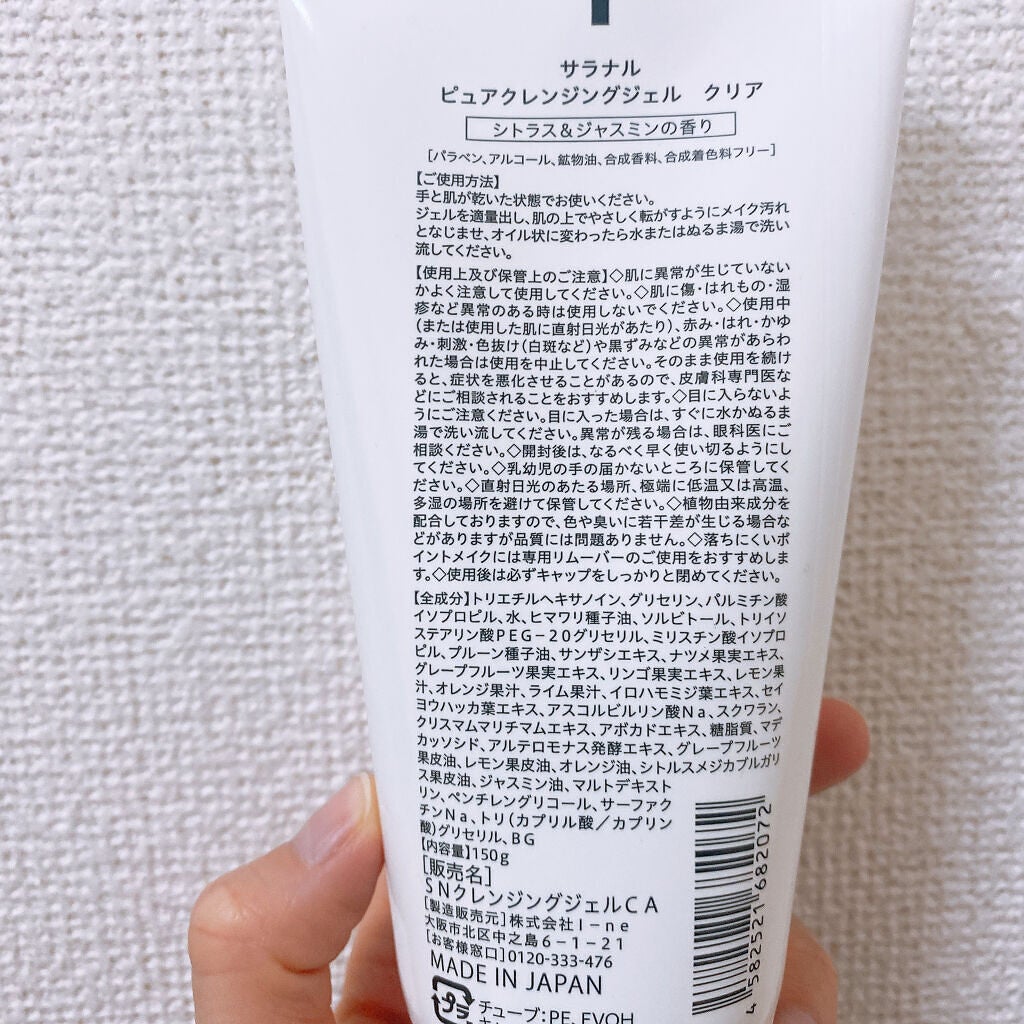 サラナル
ピュアクレンジングジェル　クリア
シトラス&ジャスミンの香り
[パラベン、アルコール、鉱物油、合成香料、合成着色料フリー]
【ご使用方法】
手と肌が乾いた状態でお使いください。
ジェルを適量出し、肌の上でやさしく転がすようにメイク汚れ
となじませ、オイル状に変わったら水またはぬるま湯で洗い
流してください。
【使用上及び保管上のご注意】◇肌に異常が生じていない
かよく注意して使用してください。◇肌に傷・はれもの・湿
疹など異常のある時は使用しないでください。◇使用中
(または使用した肌に直射日光があたり)、赤み・はれ・かゆ
み・刺激・色抜け(白斑など)や黒ずみなどの異常があらわ
れた場合は使用を中止してください。そのまま使用を続け
ると、症状を悪化させることがあるので、皮膚科専門医な
どにご相談されることをおすすめします。◇目に入らないよ
うにご注意ください。目に入った場合は、すぐに水かぬるま
湯で洗い流してください。異常が残る場合は、眼科医にご
相談ください。◇開封後は、なるべく早く使い切るようにし
てください。◇乳幼児の手の届かないところに保管してく
ださい。◇直射日光のあたる場所、極端に低温又は高温、
多湿の場所を避けて保管してください。◇植物由来成分を
配合しておりますので、色や臭いに若干差が生じる場合な
どがありますが品質には問題ありません。◇落ちにくいポ
イントメイクには専用リムーバーのご使用をおすすめしま
す。◇使用後は必ずキャップをしっかりと閉めてください。
【全成分】トリエチルヘキサノイン、グリセリン、パルミチン酸
イソプロピル、水、ヒマワリ種子油、ソルビトール、トリイソ
ステアリン酸PEG-20グリセリル、ミリスチン酸イソプロ
ピル、プルーン種子油、サンザシエキス、ナツメ果実エキス、
グレープフルーツ果実エキス、リンゴ果実エキス、レモン果
汁、オレンジ果汁、ライム果汁、イロハモミジ葉エキス、セイ
ヨウハッカ葉エキス、アスコルビルリン酸Na、スクワラン、
クリスマムマリチマムエキス、アボカドエキス、糖脂質、マデ
カッソシド、アルテロモナス発酵エキス、グレープフルーツ
果皮油、レモン果皮油、オレンジ油、シトルスメジカブルガリ
ス果皮油、ジャスミン油、マルトデキスト
リン、ペンチレングリコール、サーファク
チンNa、トリ(カプリル酸/カプリン
酸)グリセリル、BG
【内容量】150g
[販売名]
SNクレンジングジェルCA
[製造販売元]株式会社I-ne
大阪市北区中之島6-1-21
[お客様窓口]0120-333-476
MADE IN JAPAN
プラ
チューブ:PE、EVOH
4 582521 682072